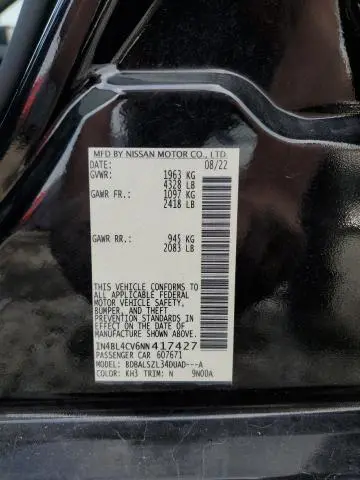 MFD BY NISSAN MOTOR CO., LTD.
DATE: 08/22
GVWR: 1963 KG
4328 LB
GAWR FR: 1097 KG
2418 LB
GAWR RR: 945 KG
2083 LB
THIS VEHICLE CONFORMS TO
ALL APPLICABLE FEDERAL
MOTOR VEHICLE SAFETY,
BUMPER, AND THEFT
PREVENTION STANDARDS IN
EFFECT ON THE DATE OF
MANUFACTURE SHOWN ABOVE.
1N4BL4CV6NN417427
PASSENGER CAR 607671
MODEL: BDBALSZL34DUAD---A
COLOR: KH3 TRIM: N 9N00A